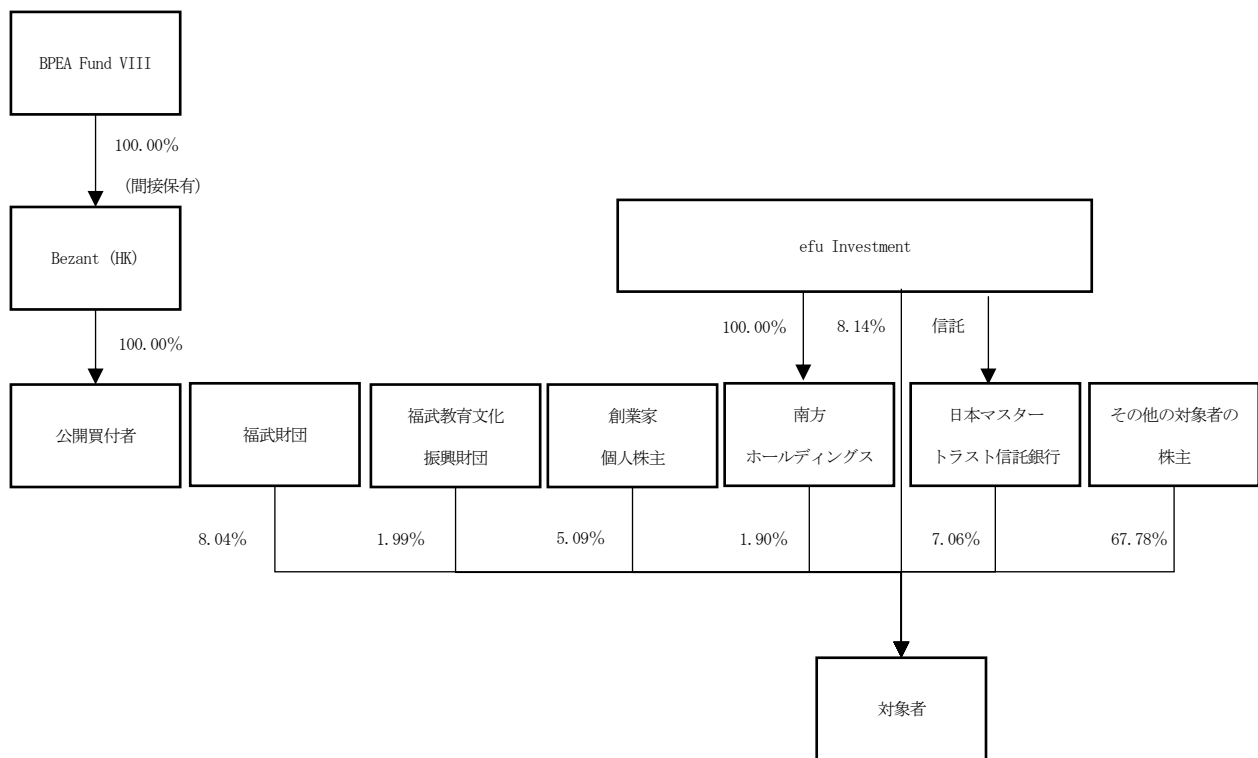 BPEA Fund VIII
100.00%
(間接保有)
Bezant (HK)
efu Investment
100.00%
100.00%
8.14%
信託
公開買付者
福武財団
福武教育文化
振興財団
創業家
個人株主
南方
ホールディングス
日本マスター
トラスト信託銀行
その他の対象者の
株主
8.04%
1.99%
5.09%
1.90%
7.06%
67.78%
対象者